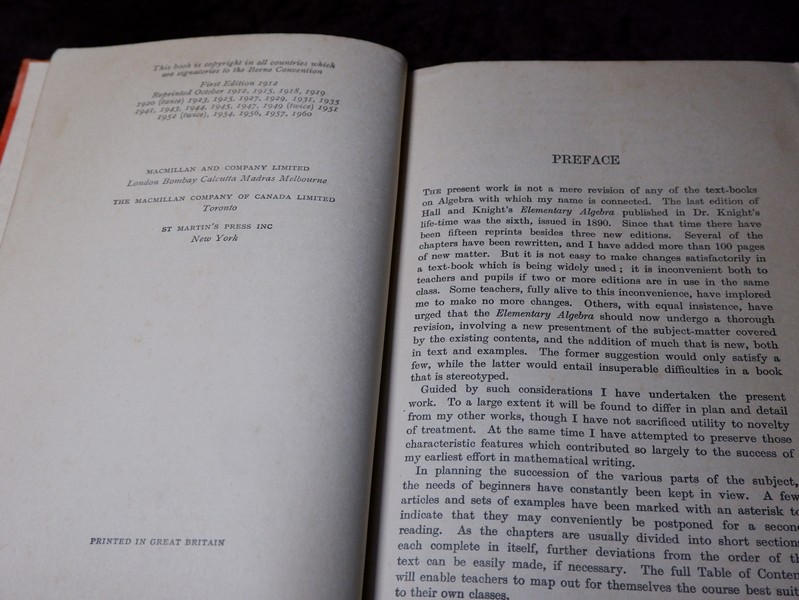 This book is copyright in all countries which
are signatories to the Berne Convention
First Edition 1912
Reprinted October 1912, 1915, 1918, 1919
1920 (twice) 1923, 1925, 1927, 1929, 1931, 1935
1941, 1943, 1944, 1945, 1947, 1949 (twice) 1951
1952 (twice), 1954, 1956, 1957, 1960
MACMILLAN AND COMPANY LIMITED
London Bombay Calcutta Madras Melbourne
THE MACMILLAN COMPANY OF CANADA LIMITED
Toronto
ST MARTIN'S PRESS INC
New York
PRINTED IN GREAT BRITAIN
PREFACE
THE present work is not a mere revision of any of the text-books
on Algebra with which my name is connected. The last edition of
Hall and Knight's Elementary Algebra published in Dr. Knight's
life-time was the sixth, issued in 1890. Since that time there have
been fifteen reprints besides three new editions. Several of the
chapters have been rewritten, and I have added more than 100 pages
of new matter. But it is not easy to make changes satisfactorily in
a text-book which is being widely used; it is inconvenient both to
teachers and pupils if two or more editions are in use in the same
class. Some teachers, fully alive to this inconvenience, have implored
me to make no more changes. Others, with equal insistence, have
urged that the Elementary Algebra should now undergo a thorough
revision, involving a new presentment of the subject-matter covered
by the existing contents, and the addition of much that is new, both
in text and examples. The former suggestion would only satisfy a
few, while the latter would entail insuperable difficulties in a book
that is stereotyped.
Guided by such considerations I have undertaken the present
work. To a large extent it will be found to differ in plan and detail
from my other works, though I have not sacrificed utility to novelty
of treatment. At the same time I have attempted to preserve those
characteristic features which contributed so largely to the success of
my earliest effort in mathematical writing.
In planning the succession of the various parts of the subject,
the needs of beginners have constantly been kept in view. A few
articles and sets of examples have been marked with an asterisk to
indicate that they may conveniently be postponed for a second
reading. As the chapters are usually divided into short section
each complete in itself, further deviations from the order of th
text can be easily made, if necessary. The full Table of Conten
will enable teachers to map out for themselves the course best suit
to their own classes.